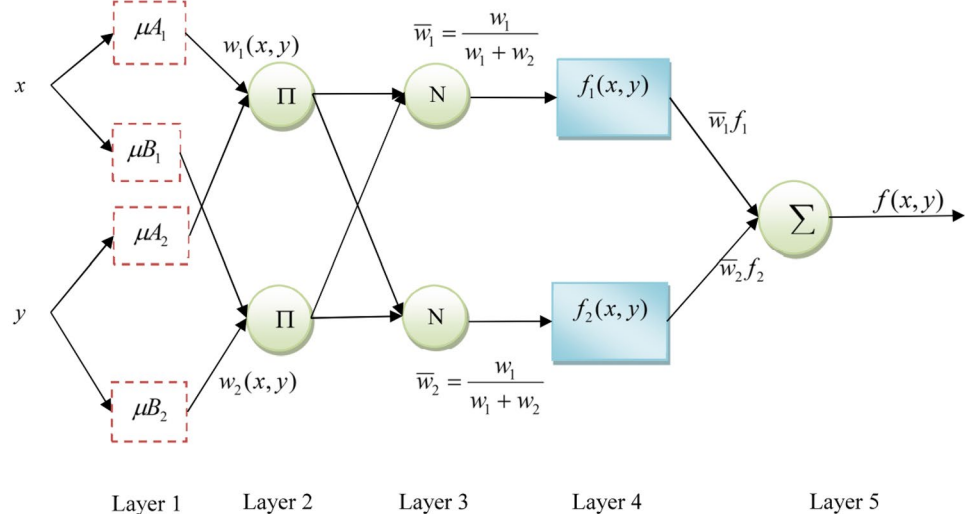 μA₁
w₁(x, y)
w̅₁ = w₁ / (w₁ + w₂)
x
Π
N
f₁(x, y)
w̅₁f₁
μB₁
μA₂
∑
f(x, y)
w̅₂f₂
y
Π
N
f₂(x, y)
μB₂
w₂(x, y)
w̅₂ = w₁ / (w₁ + w₂)
Layer 1 Layer 2 Layer 3 Layer 4 Layer 5